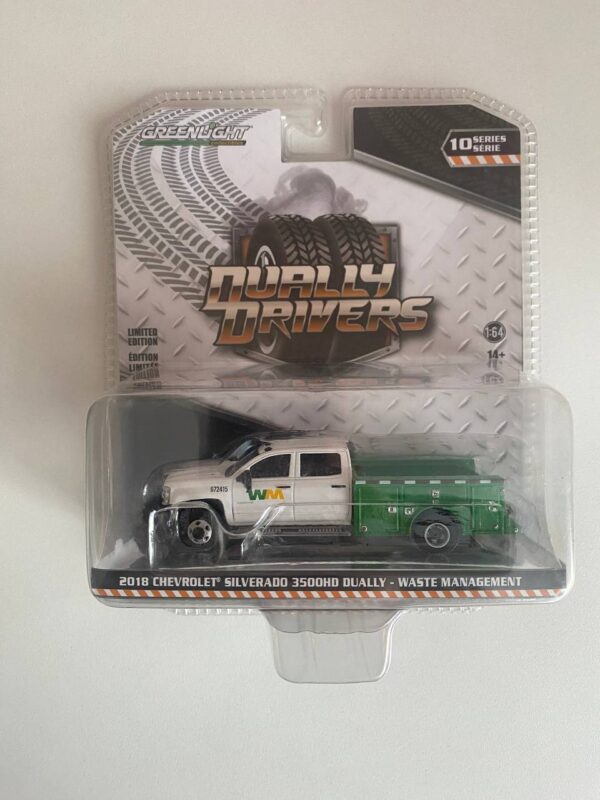 GREENLIGHT
10 SERIES
SÉRIE
DUALLY
DRIVERS
LIMITED
EDITION
ÉDITION
LIMITÉE
1:64
14+
672415
WM
2018 CHEVROLET® SILVERADO 3500HD DUALLY - WASTE MANAGEMENT